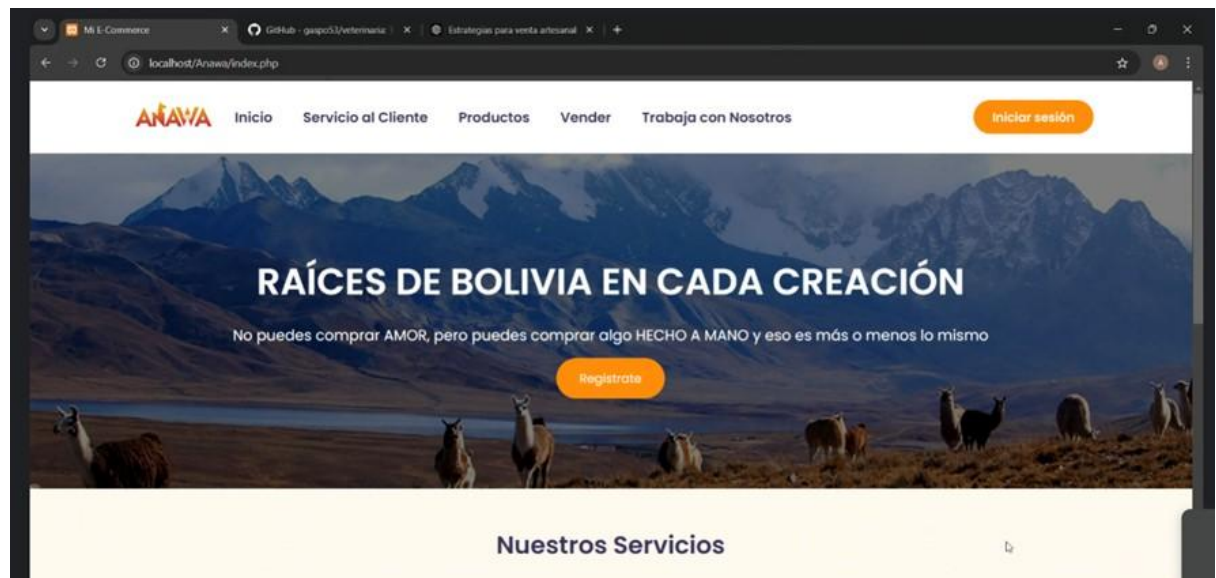 Mi E-Commerce
GitHub - gaspo53/veterinaria:
Estrategias para venta artesanal
localhost/Anawa/index.php
AÑAWA
Inicio
Servicio al Cliente
Productos
Vender
Trabaja con Nosotros
Iniciar sesión
RAÍCES DE BOLIVIA EN CADA CREACIÓN
No puedes comprar AMOR, pero puedes comprar algo HECHO A MANO y eso es más o menos lo mismo
Registrate
Nuestros Servicios